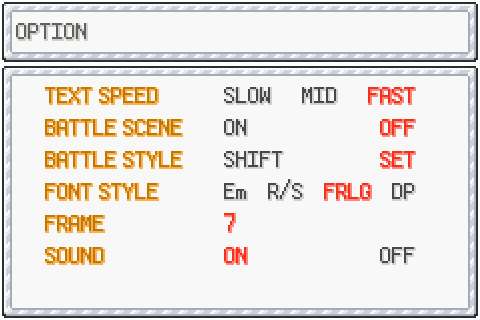 OPTION
TEXT SPEED SLOW MID FAST
BATTLE SCENE ON OFF
BATTLE STYLE SHIFT SET
FONT STYLE Em R/S FRLG DP
FRAME 7
SOUND ON OFF